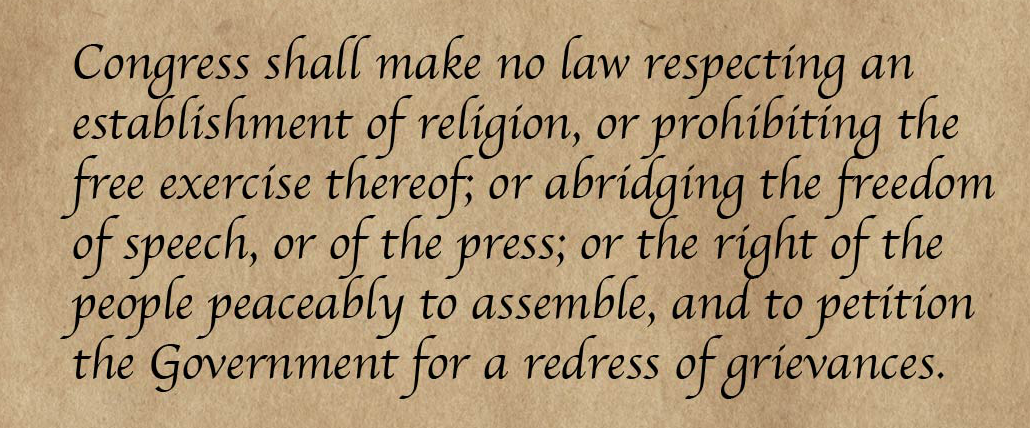 Congress shall make no law respecting an
establishment of religion, or prohibiting the
free exercise thereof; or abridging the freedom
of speech, or of the press; or the right of the
people peaceably to assemble, and to petition
the Government for a redress of grievances.